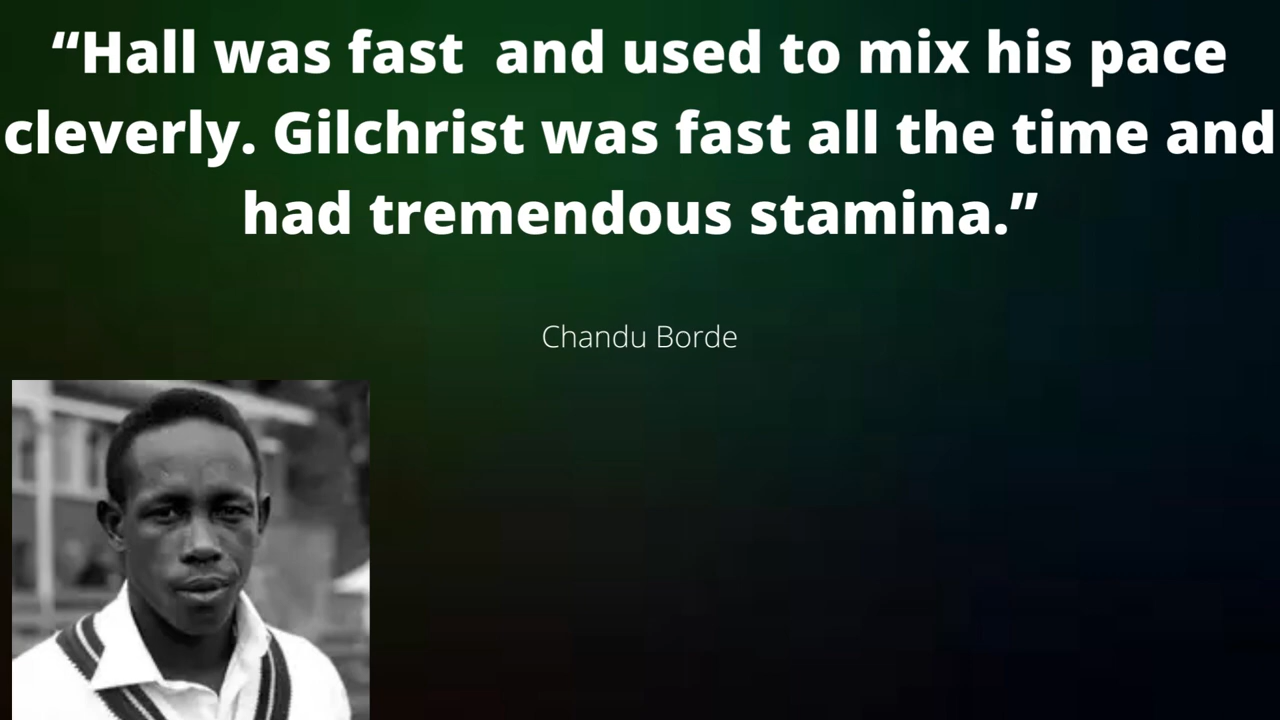 “Hall was fast  and used to mix his pace
cleverly. Gilchrist was fast all the time and
had tremendous stamina.”
Chandu Borde